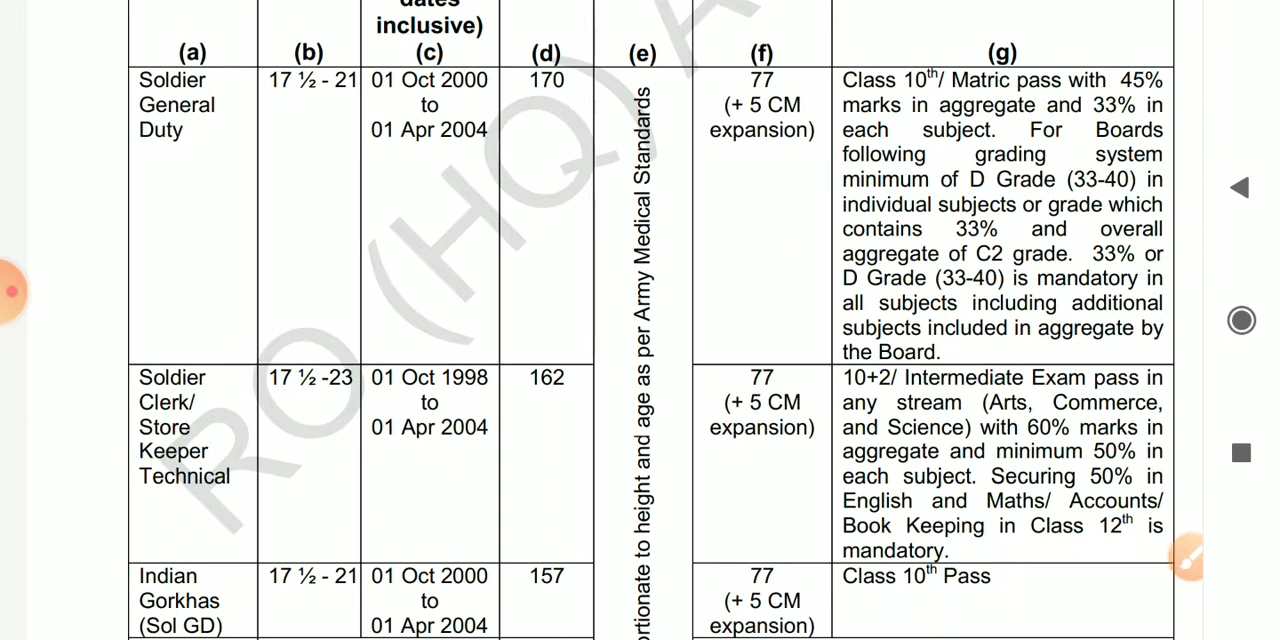 dates
inclusive)
(a) (b) (c) (d) (e) (f) (g)
Soldier
General
Duty
17 ½ - 21
01 Oct 2000
to
01 Apr 2004
170
77
(+ 5 CM
expansion)
Class 10th/ Matric pass with 45%
marks in aggregate and 33% in
each subject. For Boards
following grading system
minimum of D Grade (33-40) in
individual subjects or grade which
contains 33% and overall
aggregate of C2 grade. 33% or
D Grade (33-40) is mandatory in
all subjects including additional
subjects included in aggregate by
the Board.
Soldier
Clerk/
Store
Keeper
Technical
17 ½ -23
01 Oct 1998
to
01 Apr 2004
162
77
(+ 5 CM
expansion)
10+2/ Intermediate Exam pass in
any stream (Arts, Commerce,
and Science) with 60% marks in
aggregate and minimum 50% in
each subject. Securing 50% in
English and Maths/ Accounts/
Book Keeping in Class 12th is
mandatory.
Indian
Gorkhas
(Sol GD)
17 ½ - 21
01 Oct 2000
to
01 Apr 2004
157
77
(+ 5 CM
expansion)
Class 10th Pass
to height and age as per Army Medical Standards
RO (HQ) A